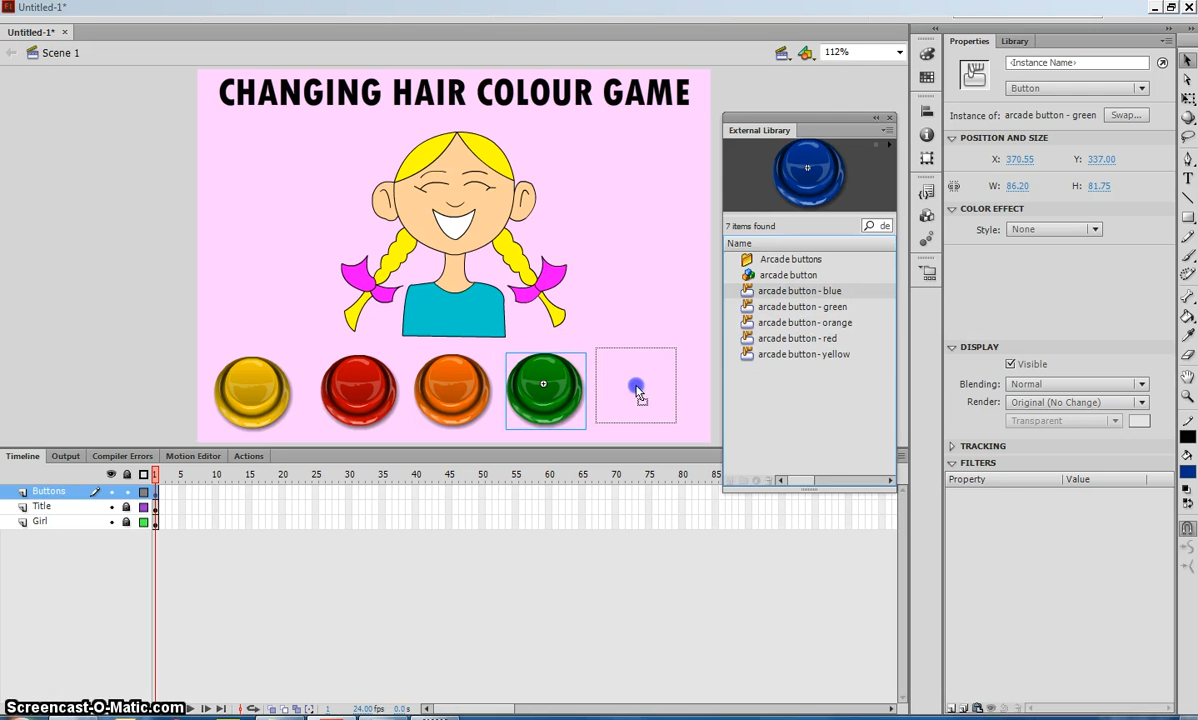 Untitled-1*
Untitled-1* ×
Scene 1
112%
CHANGING HAIR COLOUR GAME
External Library
7 items found
de
Name
Arcade buttons
arcade button
arcade button - blue
arcade button - green
arcade button - orange
arcade button - red
arcade button - yellow
Properties Library
<Instance Name>
Button
Instance of: arcade button - green Swap...
POSITION AND SIZE
X: 370.55 Y: 337.00
W: 86.20 H: 81.75
COLOR EFFECT
Style: None
DISPLAY
Visible
Blending: Normal
Render: Original (No Change)
Transparent
TRACKING
FILTERS
Property Value
Timeline Output Compiler Errors Motion Editor Actions
1 5 10 15 20 25 30 35 40 45 50 55 60 65 70 75 80 85
Buttons
Title
Girl
1 24.00fps 0.0s
Screencast-O-Matic.com